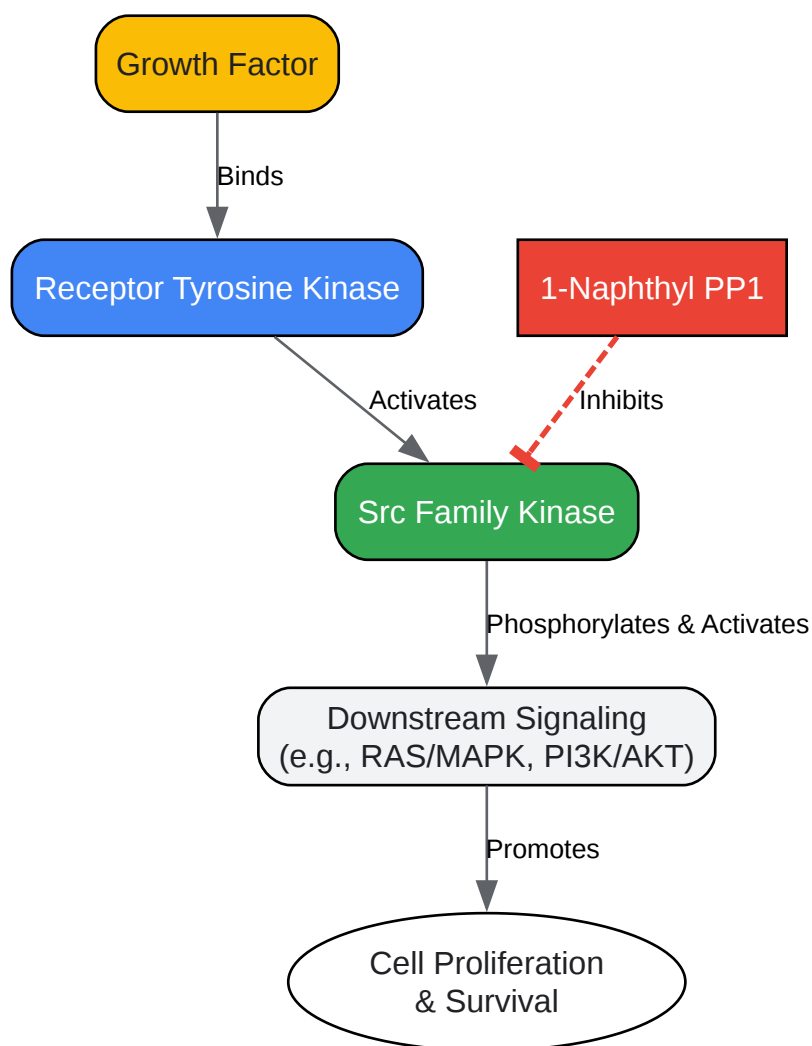 Growth Factor
Binds
Receptor Tyrosine Kinase
1-Naphthyl PP1
Activates
Inhibits
Src Family Kinase
Phosphorylates & Activates
Downstream Signaling
(e.g., RAS/MAPK, PI3K/AKT)
Promotes
Cell Proliferation
& Survival